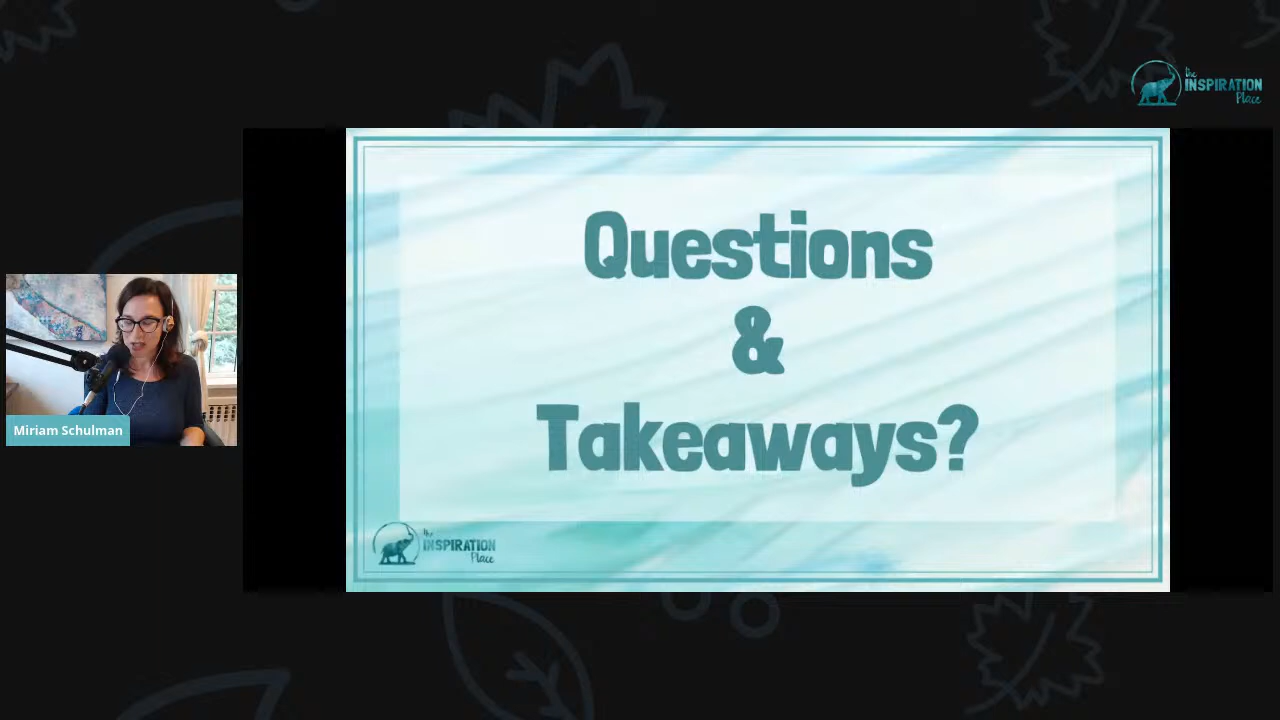 the
INSPIRATION
Place
Questions
&
Takeaways?
Miriam Schulman
the
INSPIRATION
Place